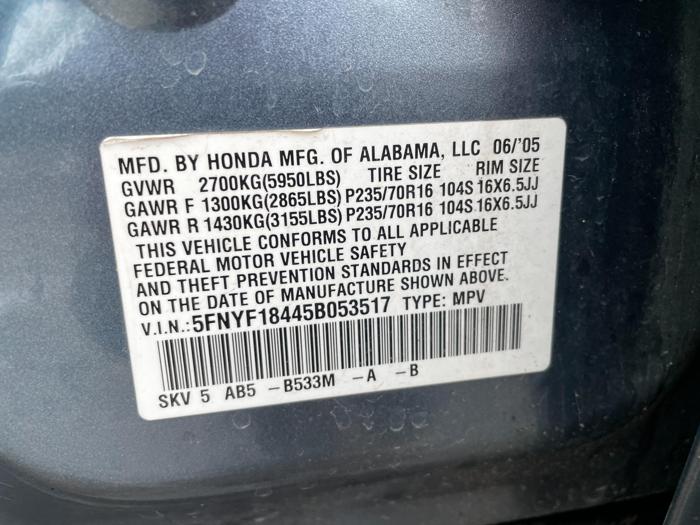 MFD. BY HONDA MFG. OF ALABAMA, LLC 06/'05
GVWR 2700KG(5950LBS) TIRE SIZE RIM SIZE
GAWR F 1300KG(2865LBS) P235/70R16 104S 16X6.5JJ
GAWR R 1430KG(3155LBS) P235/70R16 104S 16X6.5JJ
THIS VEHICLE CONFORMS TO ALL APPLICABLE
FEDERAL MOTOR VEHICLE SAFETY
AND THEFT PREVENTION STANDARDS IN EFFECT
ON THE DATE OF MANUFACTURE SHOWN ABOVE.
V.I.N.:5FNYF18445B053517 TYPE: MPV
SKV 5 AB5 -B533M -A -B